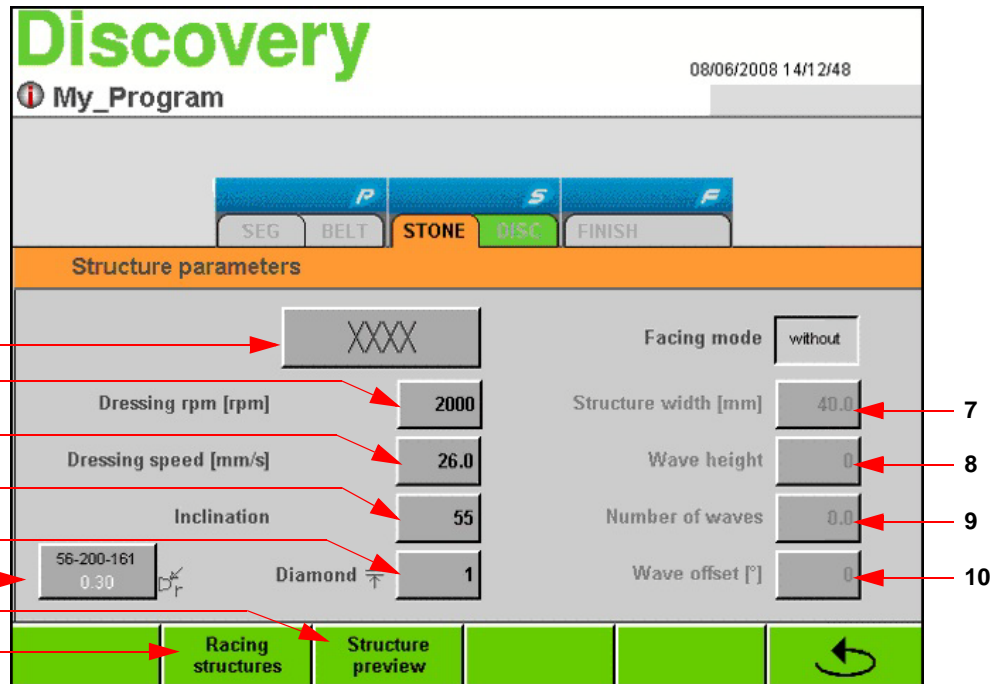 Discovery
08/06/2008 14/12/48
My_Program
P S F
SEG BELT STONE DISC FINISH
Structure parameters
XXXX
Facing mode without
Dressing rpm [rpm] 2000
Structure width [mm] 40.0 7
Dressing speed [mm/s] 26.0
Wave height 0 8
Inclination 55
Number of waves 0.0 9
56-200-161
0.30
r
Diamond 1
Wave offset [°] 0 10
Racing
structures
Structure
preview